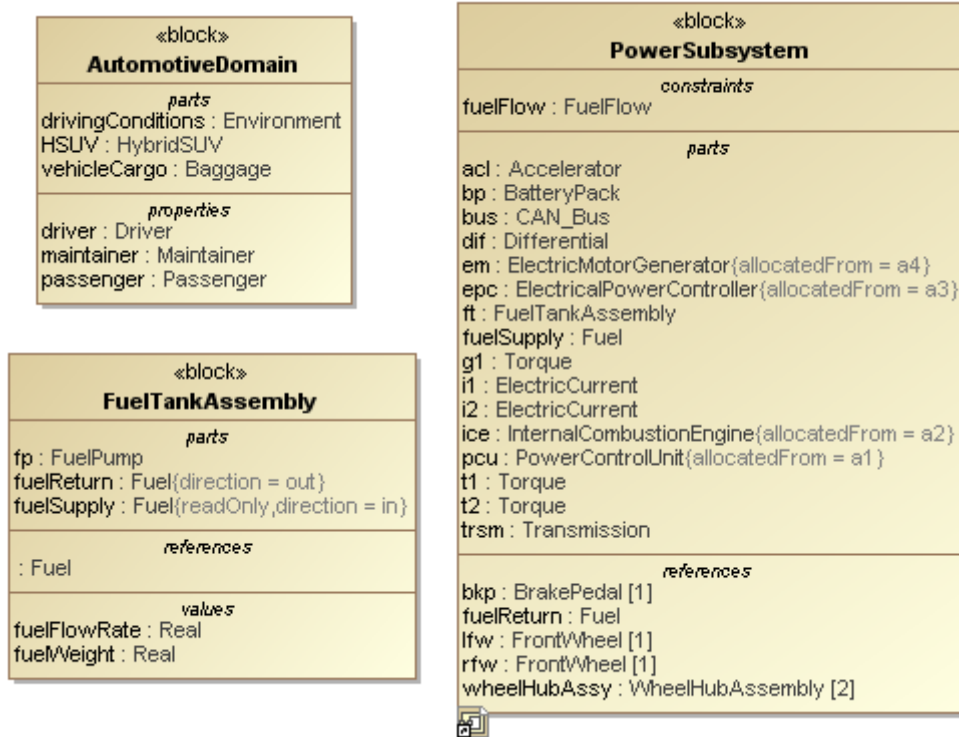 «block»
AutomotiveDomain
parts
drivingConditions : Environment
HSUV : HybridSUV
vehicleCargo : Baggage
properties
driver : Driver
maintainer : Maintainer
passenger : Passenger
«block»
FuelTankAssembly
parts
fp : FuelPump
fuelReturn : Fuel{direction = out}
fuelSupply : Fuel{readOnly,direction = in}
references
: Fuel
values
fuelFlowRate : Real
fuelWeight : Real
«block»
PowerSubsystem
constraints
fuelFlow : FuelFlow
parts
acl : Accelerator
bp : BatteryPack
bus : CAN_Bus
dif : Differential
em : ElectricMotorGenerator{allocatedFrom = a4}
epc : ElectricalPowerController{allocatedFrom = a3}
ft : FuelTankAssembly
fuelSupply : Fuel
g1 : Torque
i1 : ElectricCurrent
i2 : ElectricCurrent
ice : InternalCombustionEngine{allocatedFrom = a2}
pcu : PowerControlUnit{allocatedFrom = a1}
t1 : Torque
t2 : Torque
trsm : Transmission
references
bkp : BrakePedal [1]
fuelReturn : Fuel
lfw : FrontWheel [1]
rfw : FrontWheel [1]
wheelHubAssy : WheelHubAssembly [2]